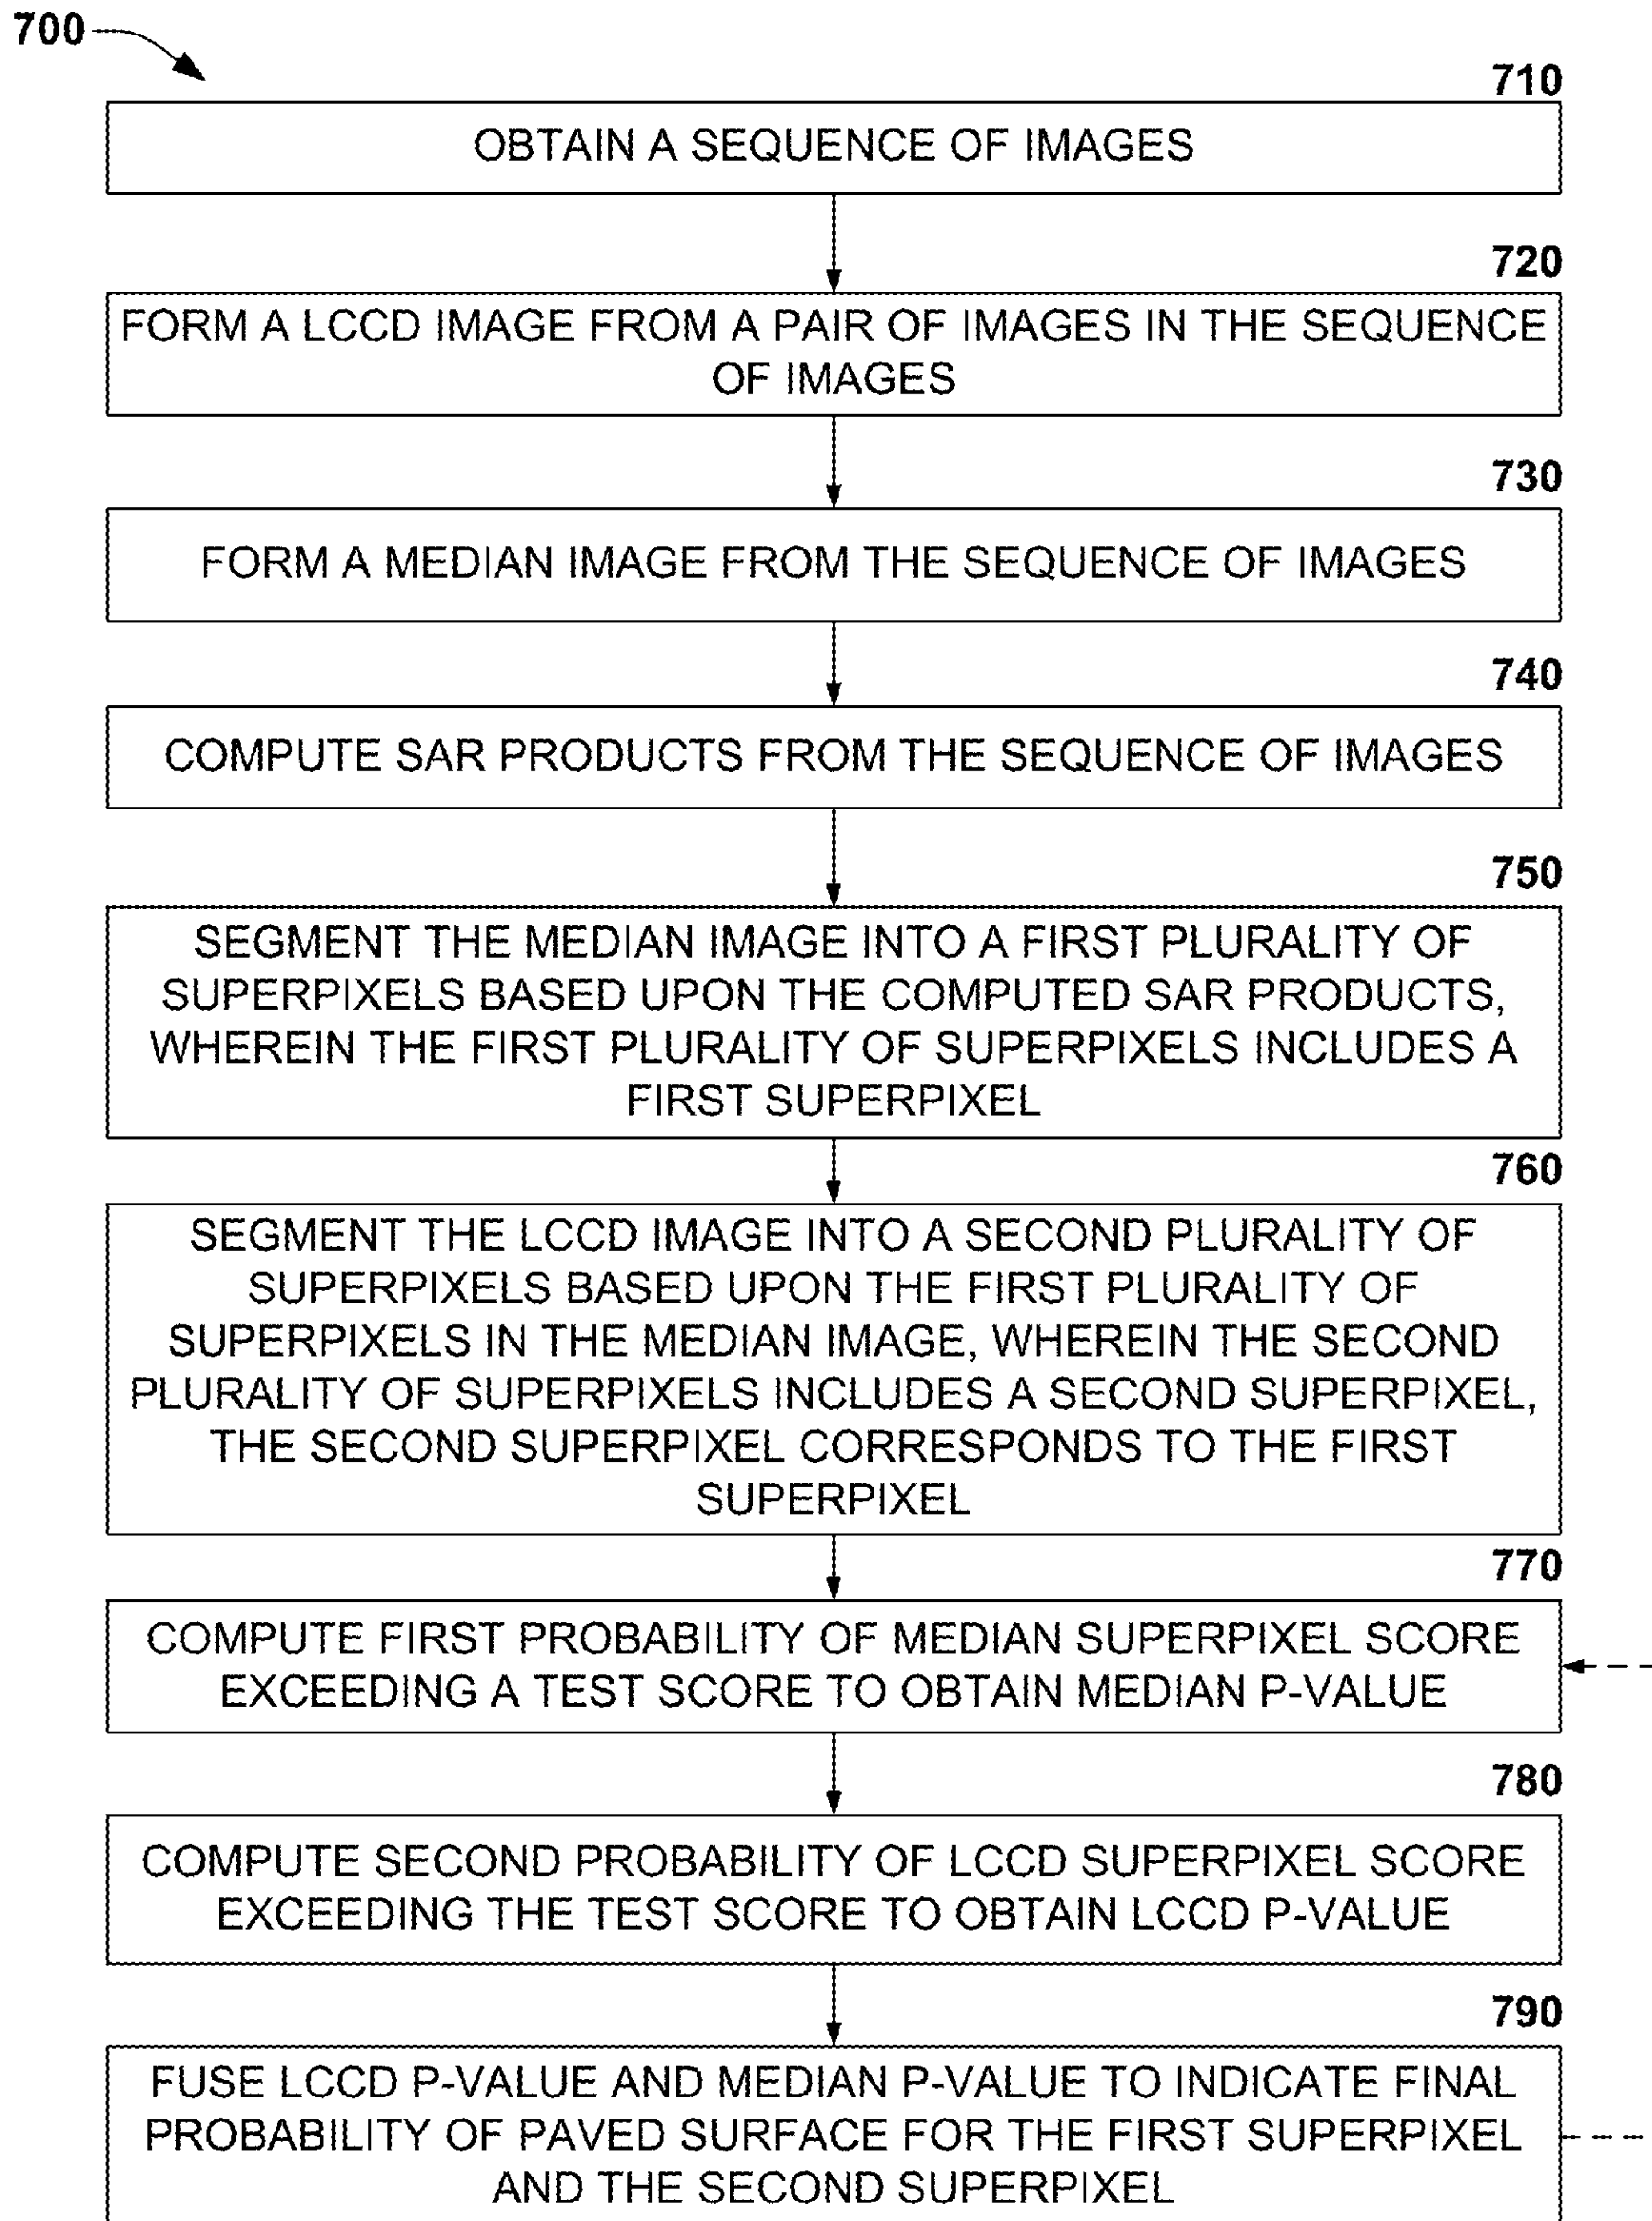 700
710
OBTAIN A SEQUENCE OF IMAGES
720
FORM A LCCD IMAGE FROM A PAIR OF IMAGES IN THE SEQUENCE
OF IMAGES
730
FORM A MEDIAN IMAGE FROM THE SEQUENCE OF IMAGES
740
COMPUTE SAR PRODUCTS FROM THE SEQUENCE OF IMAGES
750
SEGMENT THE MEDIAN IMAGE INTO A FIRST PLURALITY OF
SUPERPIXELS BASED UPON THE COMPUTED SAR PRODUCTS,
WHEREIN THE FIRST PLURALITY OF SUPERPIXELS INCLUDES A
FIRST SUPERPIXEL
760
SEGMENT THE LCCD IMAGE INTO A SECOND PLURALITY OF
SUPERPIXELS BASED UPON THE FIRST PLURALITY OF
SUPERPIXELS IN THE MEDIAN IMAGE, WHEREIN THE SECOND
PLURALITY OF SUPERPIXELS INCLUDES A SECOND SUPERPIXEL,
THE SECOND SUPERPIXEL CORRESPONDS TO THE FIRST
SUPERPIXEL
770
COMPUTE FIRST PROBABILITY OF MEDIAN SUPERPIXEL SCORE
EXCEEDING A TEST SCORE TO OBTAIN MEDIAN P-VALUE
780
COMPUTE SECOND PROBABILITY OF LCCD SUPERPIXEL SCORE
EXCEEDING THE TEST SCORE TO OBTAIN LCCD P-VALUE
790
FUSE LCCD P-VALUE AND MEDIAN P-VALUE TO INDICATE FINAL
PROBABILITY OF PAVED SURFACE FOR THE FIRST SUPERPIXEL
AND THE SECOND SUPERPIXEL